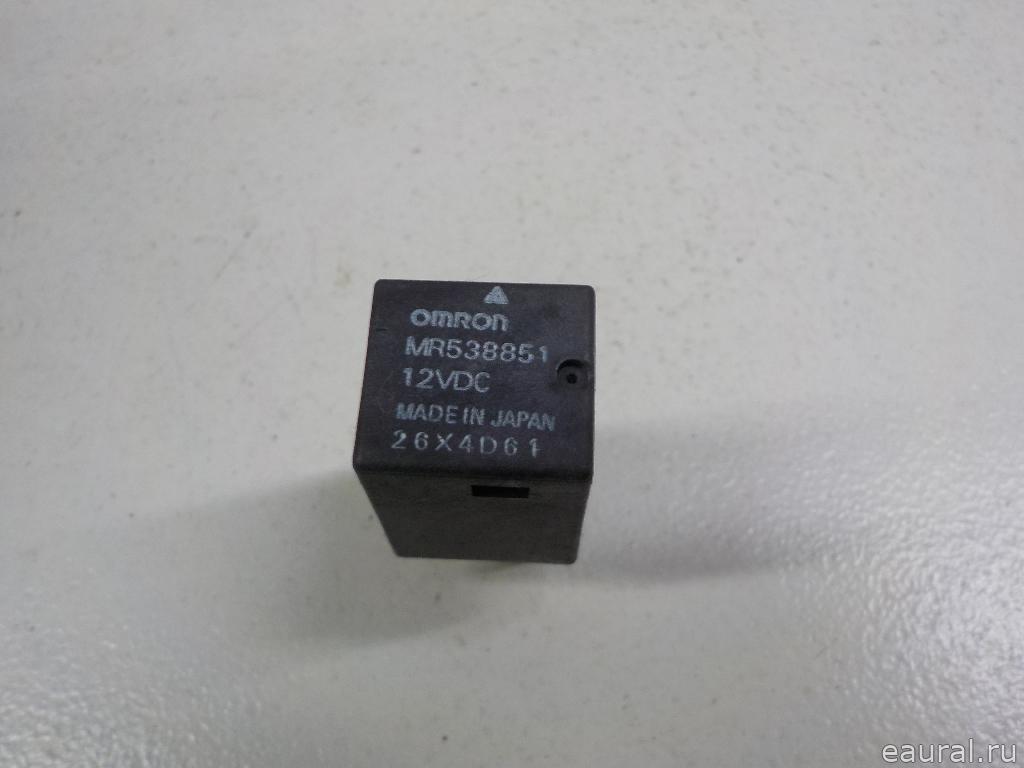 omron
MR538851
12VDC
MADE IN JAPAN
26X4D61
eaural.ru